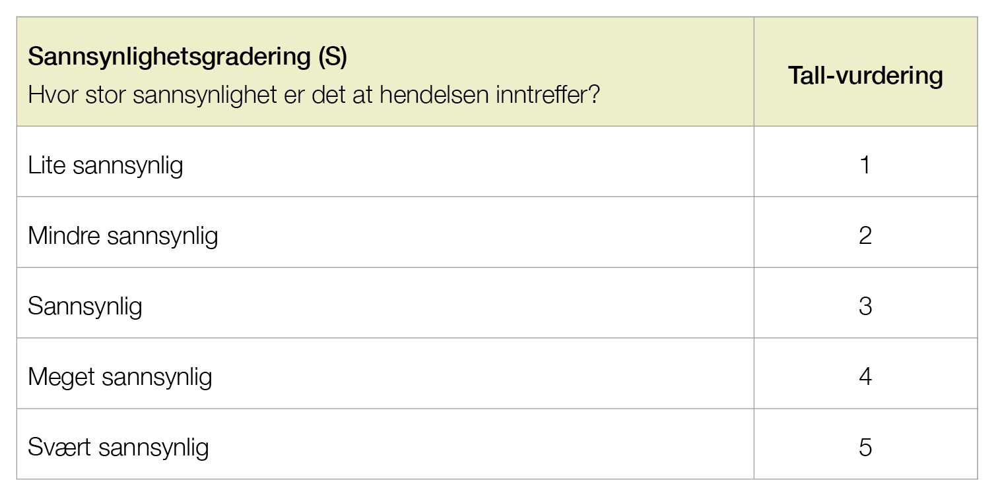 Sannsynlighetsgradering (S)
Hvor stor sannsynlighet er det at hendelsen inntreffer?
Tall-vurdering
Lite sannsynlig
1
Mindre sannsynlig
2
Sannsynlig
3
Meget sannsynlig
4
Svært sannsynlig
5